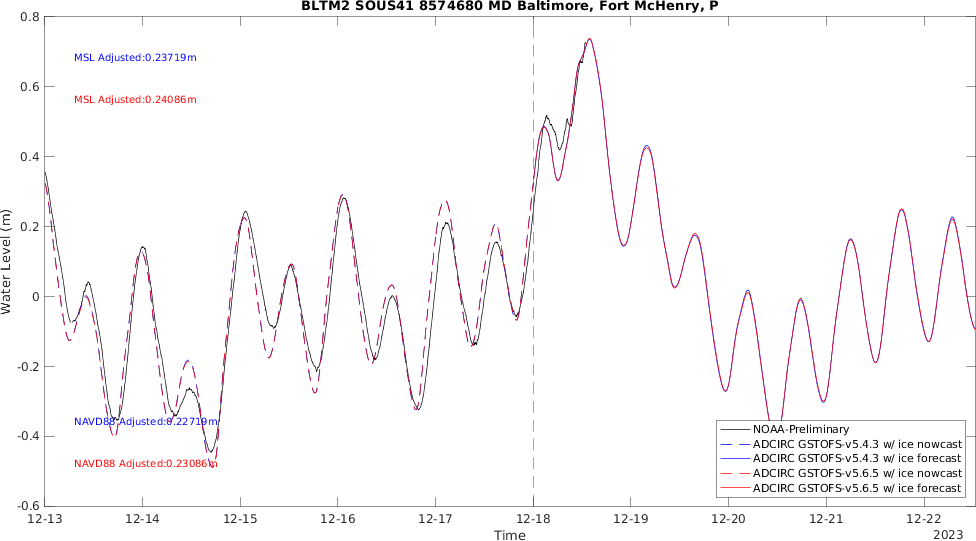 BLTM2 SOUS41 8574680 MD Baltimore, Fort McHenry, P
Water Level (m)
0.8
0.6
0.4
0.2
0
-0.2
-0.4
-0.6
MSL Adjusted:0.23719m
MSL Adjusted:0.24086m
NAVD88 Adjusted:0.22719m
NAVD88 Adjusted:0.23086m
NOAA-Preliminary
ADCIRC GSTOFS-v5.4.3 w/ ice nowcast
ADCIRC GSTOFS-v5.4.3 w/ ice forecast
ADCIRC GSTOFS-v5.6.5 w/ ice nowcast
ADCIRC GSTOFS-v5.6.5 w/ ice forecast
12-13 12-14 12-15 12-16 12-17 12-18 12-19 12-20 12-21 12-22
Time
2023